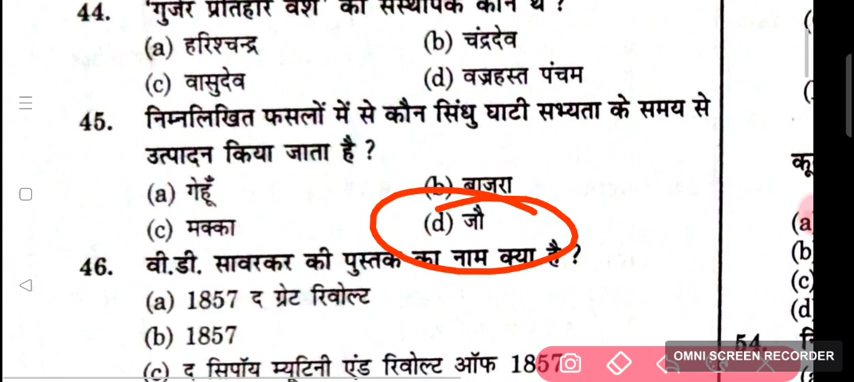 44. 'गुर्जर प्रतिहार वंश' का संस्थापक कौन थे ?
(a) हरिश्चन्द्र (b) चंद्रदेव
(c) वासुदेव (d) वज्रहस्त पंचम
45. निम्नलिखित फसलों में से कौन सिंधु घाटी सभ्यता के समय से
उत्पादन किया जाता है ?
(a) गेहूँ (b) बाजरा
(c) मक्का (d) जौ
46. वी.डी. सावरकर की पुस्तक का नाम क्या है ?
(a) 1857 द ग्रेट रिवोल्ट
(b) 1857
(c) द सिपॉय म्यूटिनी एंड रिवोल्ट ऑफ 1857
(a
(b
(c)
(d
54.
OMNI SCREEN RECORDER